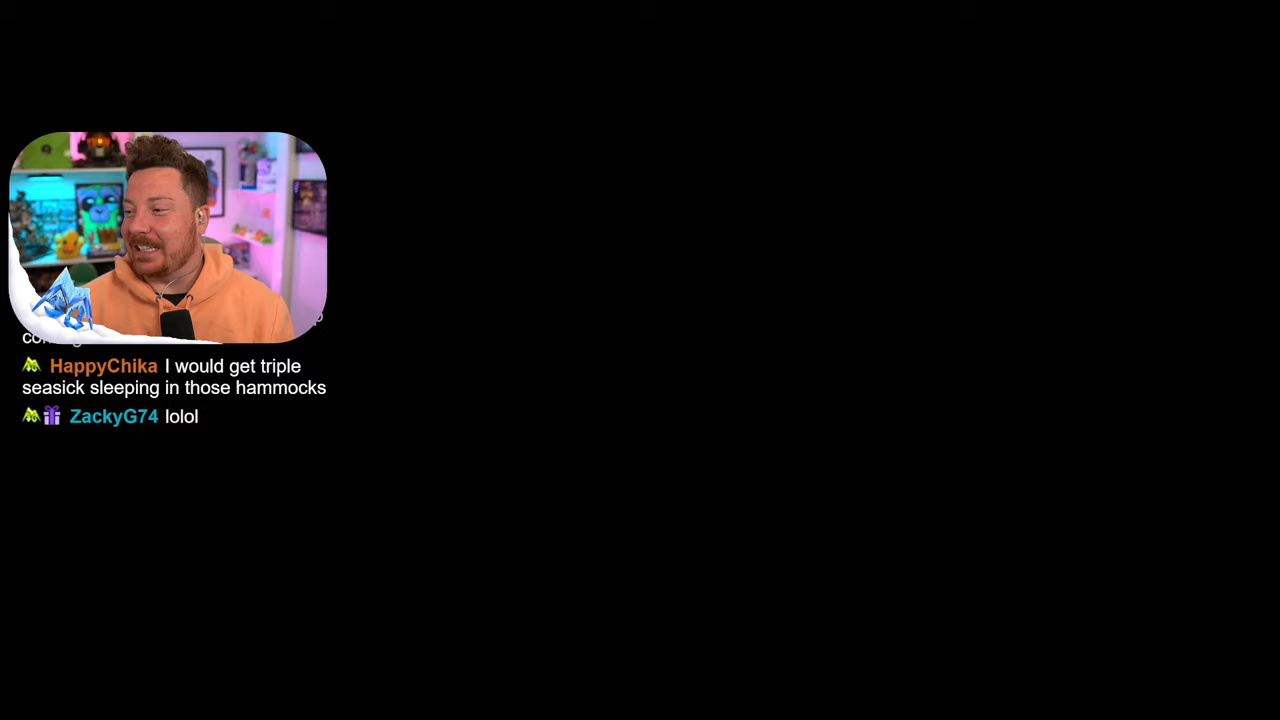 HappyChika I would get triple
seasick sleeping in those hammocks
ZackyG74 lolol